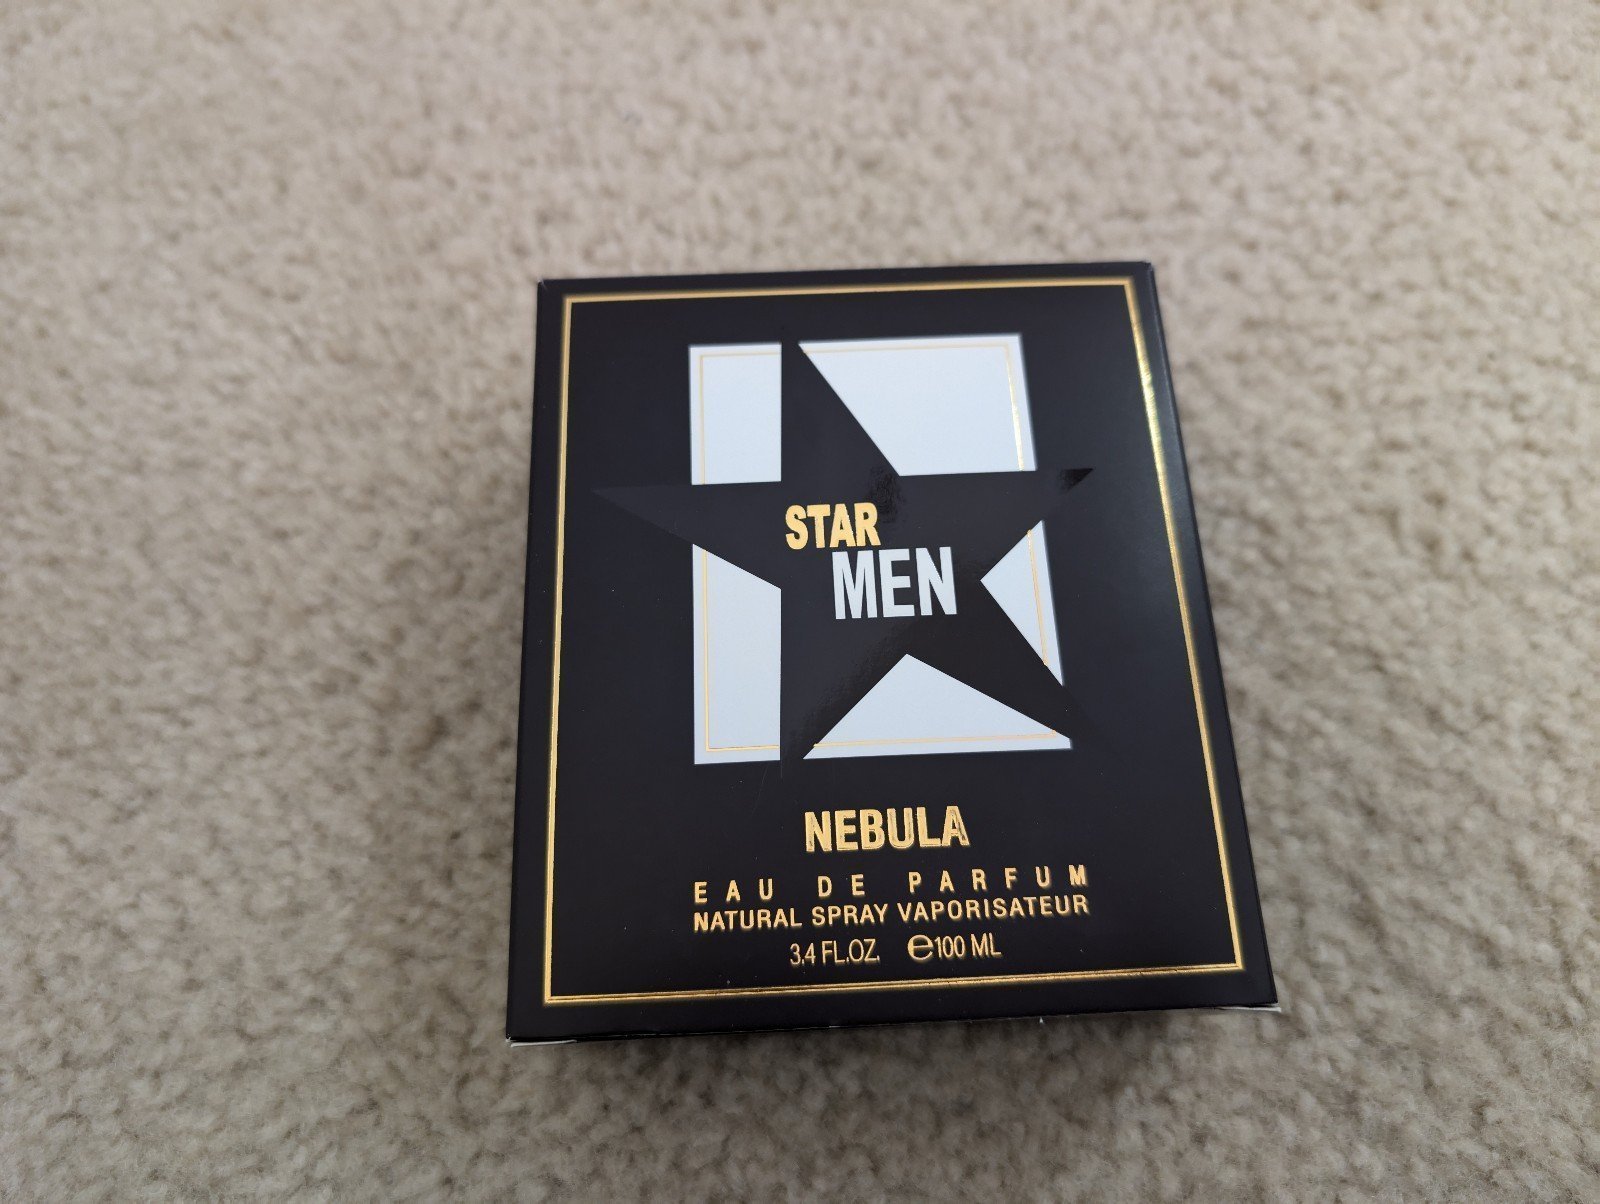 STAR
MEN
NEBULA
EAU DE PARFUM
NATURAL SPRAY VAPORISATEUR
3.4 FL.OZ. ℮100 ML